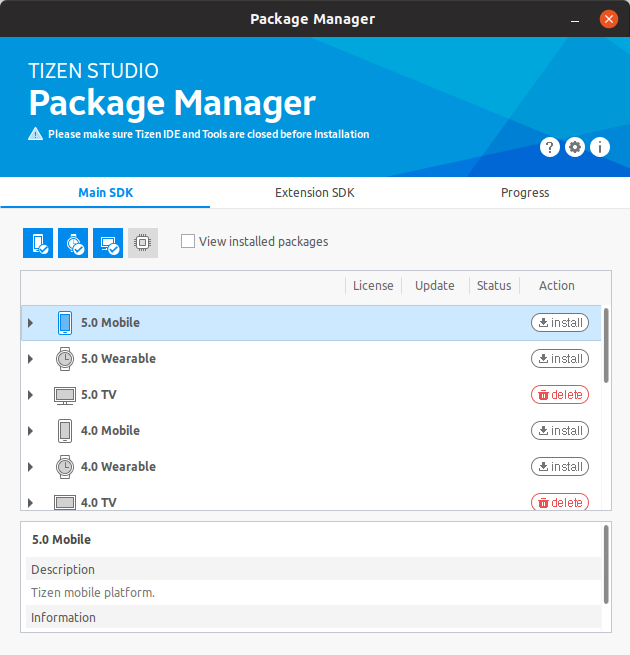 Package Manager
TIZEN STUDIO
Package Manager
Please make sure Tizen IDE and Tools are closed before Installation
? i
Main SDK Extension SDK Progress
View installed packages
License Update Status Action
5.0 Mobile install
5.0 Wearable install
5.0 TV delete
4.0 Mobile install
4.0 Wearable install
4.0 TV delete
5.0 Mobile
Description
Tizen mobile platform.
Information